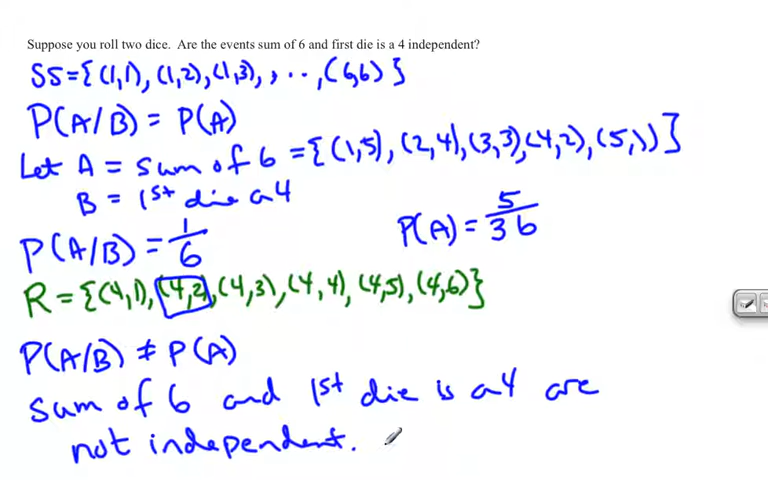 Suppose you roll two dice. Are the events sum of 6 and first die is a 4 independent?
SS={(1,1), (1,2), (1,3), , ..., (6,6)}
P(A/B) = P(A)
Let A = sum of 6 = {(1,5), (2,4), (3,3), (4,2), (5,1)}
B = 1st die a 4
P(A/B) = 1/6 P(A) = 5/36
R = {(4,1), (4,2), (4,3), (4,4), (4,5), (4,6)}
P(A/B) ≠ P(A)
sum of 6 and 1st die is a 4 are
not independent.